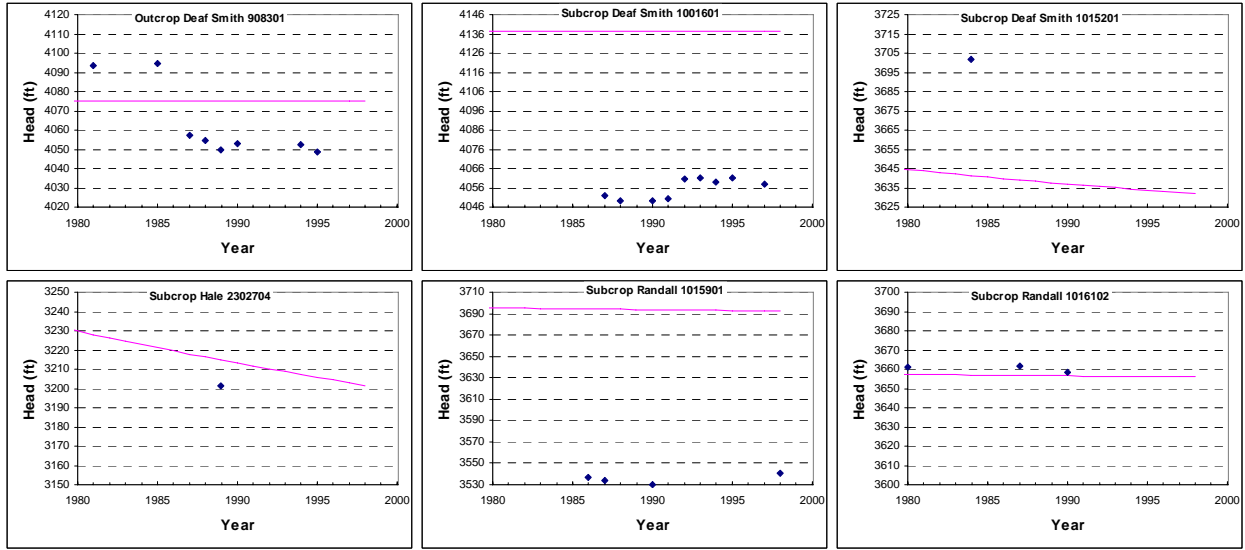 Outcrop Deaf Smith 908301
Head (ft)
4120
4110
4100
4090
4080
4070
4060
4050
4040
4030
4020
1980 1985 1990 1995 2000
Year
Subcrop Deaf Smith 1001601
Head (ft)
4146
4136
4126
4116
4106
4096
4086
4076
4066
4056
4046
1980 1985 1990 1995 2000
Year
Subcrop Deaf Smith 1015201
Head (ft)
3725
3715
3705
3695
3685
3675
3665
3655
3645
3635
3625
1980 1985 1990 1995 2000
Year
Subcrop Hale 2302704
Head (ft)
3250
3240
3230
3220
3210
3200
3190
3180
3170
3160
3150
1980 1985 1990 1995 2000
Year
Subcrop Randall 1015901
Head (ft)
3710
3690
3670
3650
3630
3610
3590
3570
3550
3530
1980 1985 1990 1995 2000
Year
Subcrop Randall 1016102
Head (ft)
3700
3690
3680
3670
3660
3650
3640
3630
3620
3610
3600
1980 1985 1990 1995 2000
Year